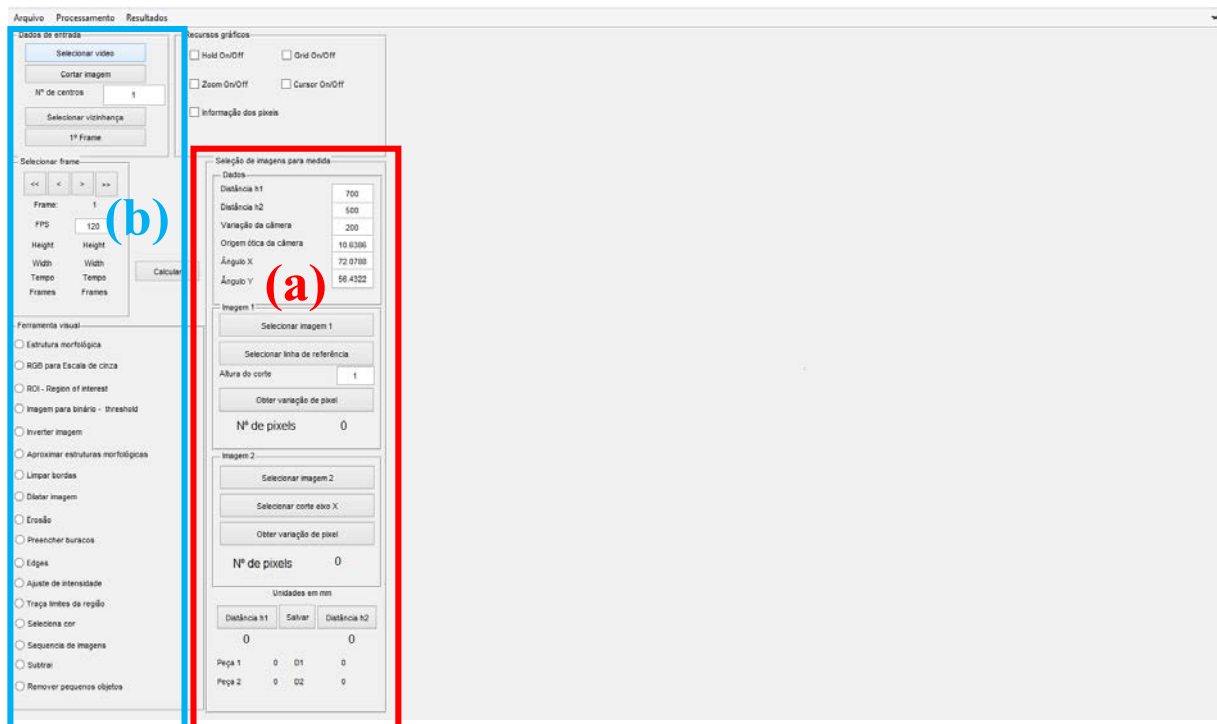 Arquivo Processamento Resultados
Dados de entrada
Selecionar video
Cortar imagem
Nº de centros 1
Selecionar vizinhança
1º Frame
Recursos gráficos
Hold On/Off Grid On/Off
Zoom On/Off Cursor On/Off
Informação dos pixeis
Selecionar frame
<< < > >>
Frame: 1
FPS 120
Height Height
Width Width
Tempo Tempo
Frames Frames
(b)
Calcular
Ferramenta visual
Estrutura morfológica
RGB para Escala de cinza
ROI - Region of interest
Imagem para binário - threshold
Inverter imagem
Aproximar estruturas morfológicas
Limpar bordas
Dilatar imagem
Erosão
Preencher buracos
Edges
Ajuste de intensidade
Traça limites da região
Seleciona cor
Sequencia de imagens
Subtrai
Remover pequenos objetos
Seleção de imagens para medida
Dados
Distância h1 700
Distância h2 500
Variação da câmera 200
Origem ótica da câmera 10.6386
Ângulo X 72.0788
Ângulo Y 58.4322
(a)
Imagem 1
Selecionar imagem 1
Selecionar linha de referência
Altura do corte 1
Obter variação de pixel
Nº de pixels 0
Imagem 2
Selecionar imagem 2
Selecionar corte eixo X
Obter variação de pixel
Nº de pixels 0
Unidades em mm
Distância h1 Salvar Distância h2
0 0
Peça 1 0 D1 0
Peça 2 0 D2 0